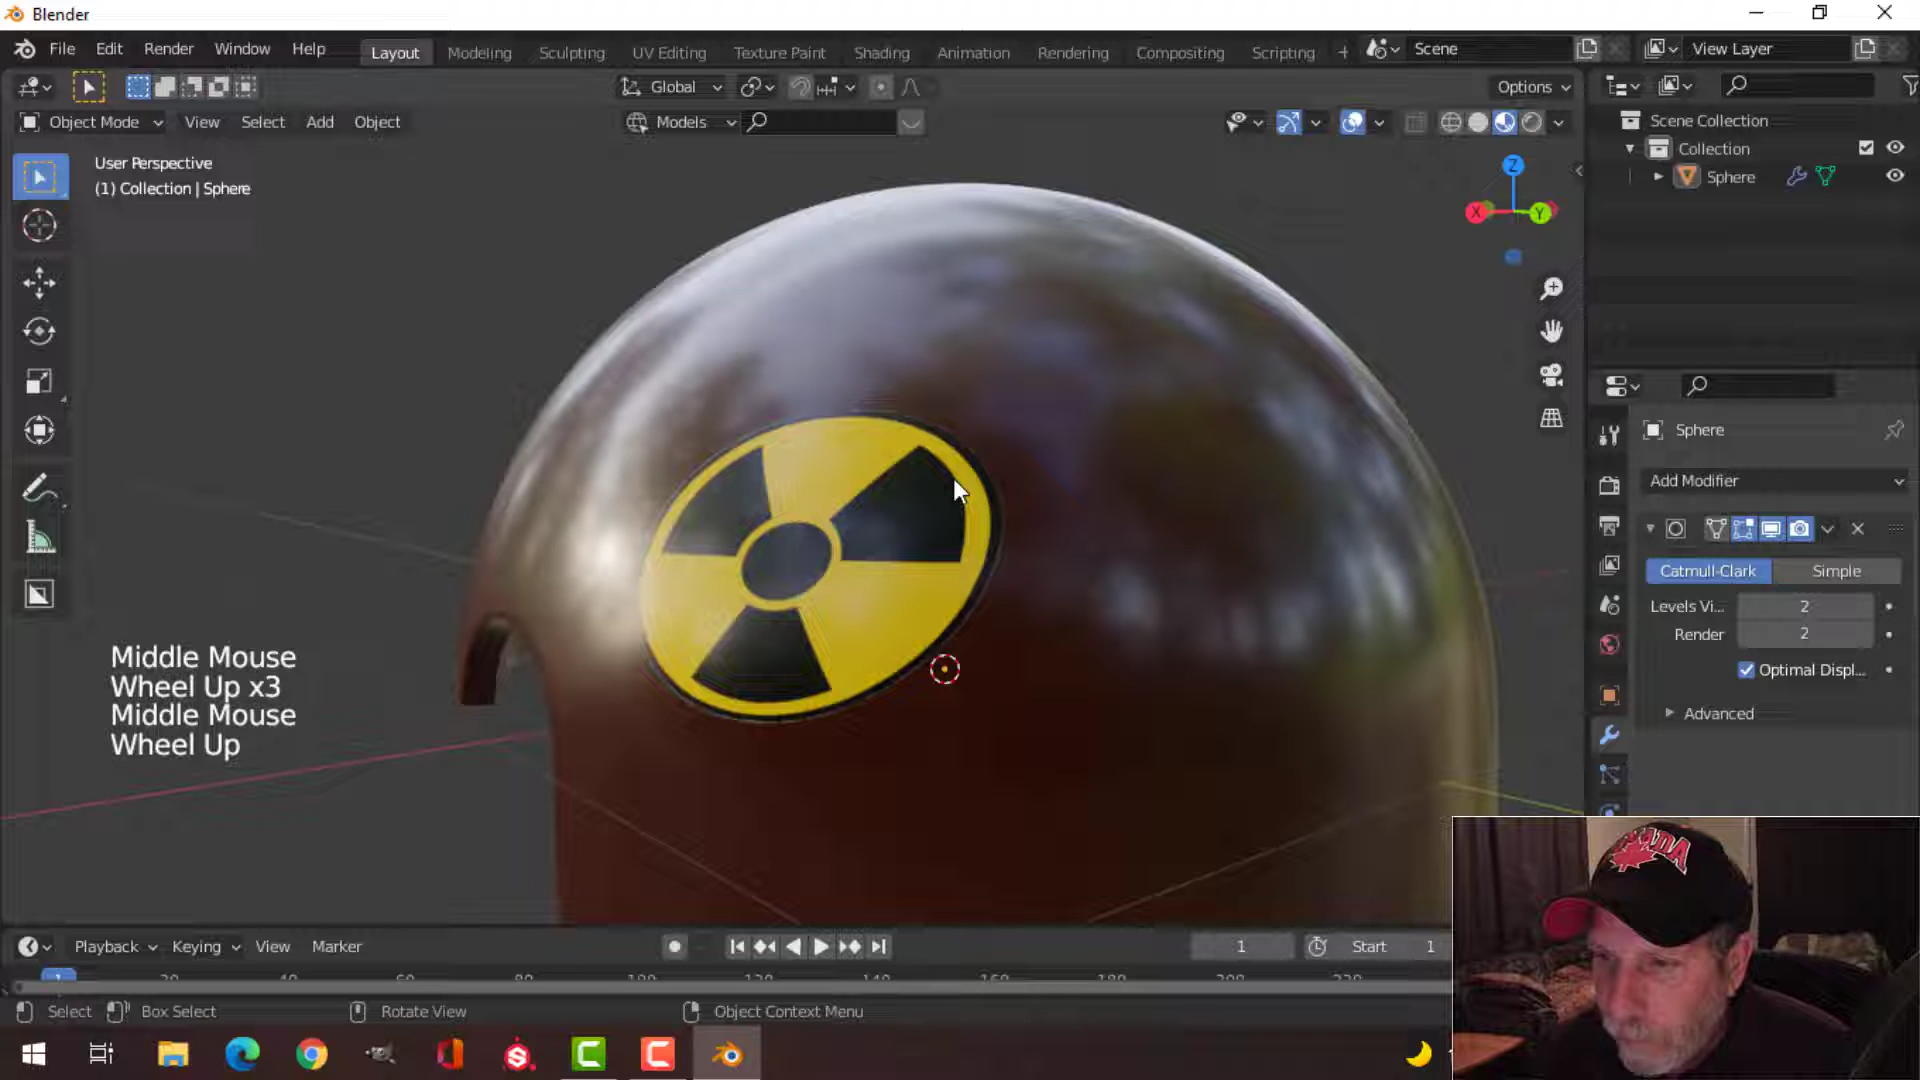 Blender
File Edit Render Window Help Layout Modeling Sculpting UV Editing Texture Paint Shading Animation Rendering Compositing Scripting + Scene View Layer
Global Options
Object Mode View Select Add Object Models
User Perspective
(1) Collection | Sphere
Z
X
Y
Scene Collection
Collection
Sphere
Sphere
Add Modifier
Catmull-Clark Simple
Levels Vi... 2
Render 2
Optimal Displ...
Advanced
Middle Mouse
Wheel Up x3
Middle Mouse
Wheel Up
CANADA
Playback Keying View Marker 1 Start 1
1
Select Box Select Rotate View Object Context Menu